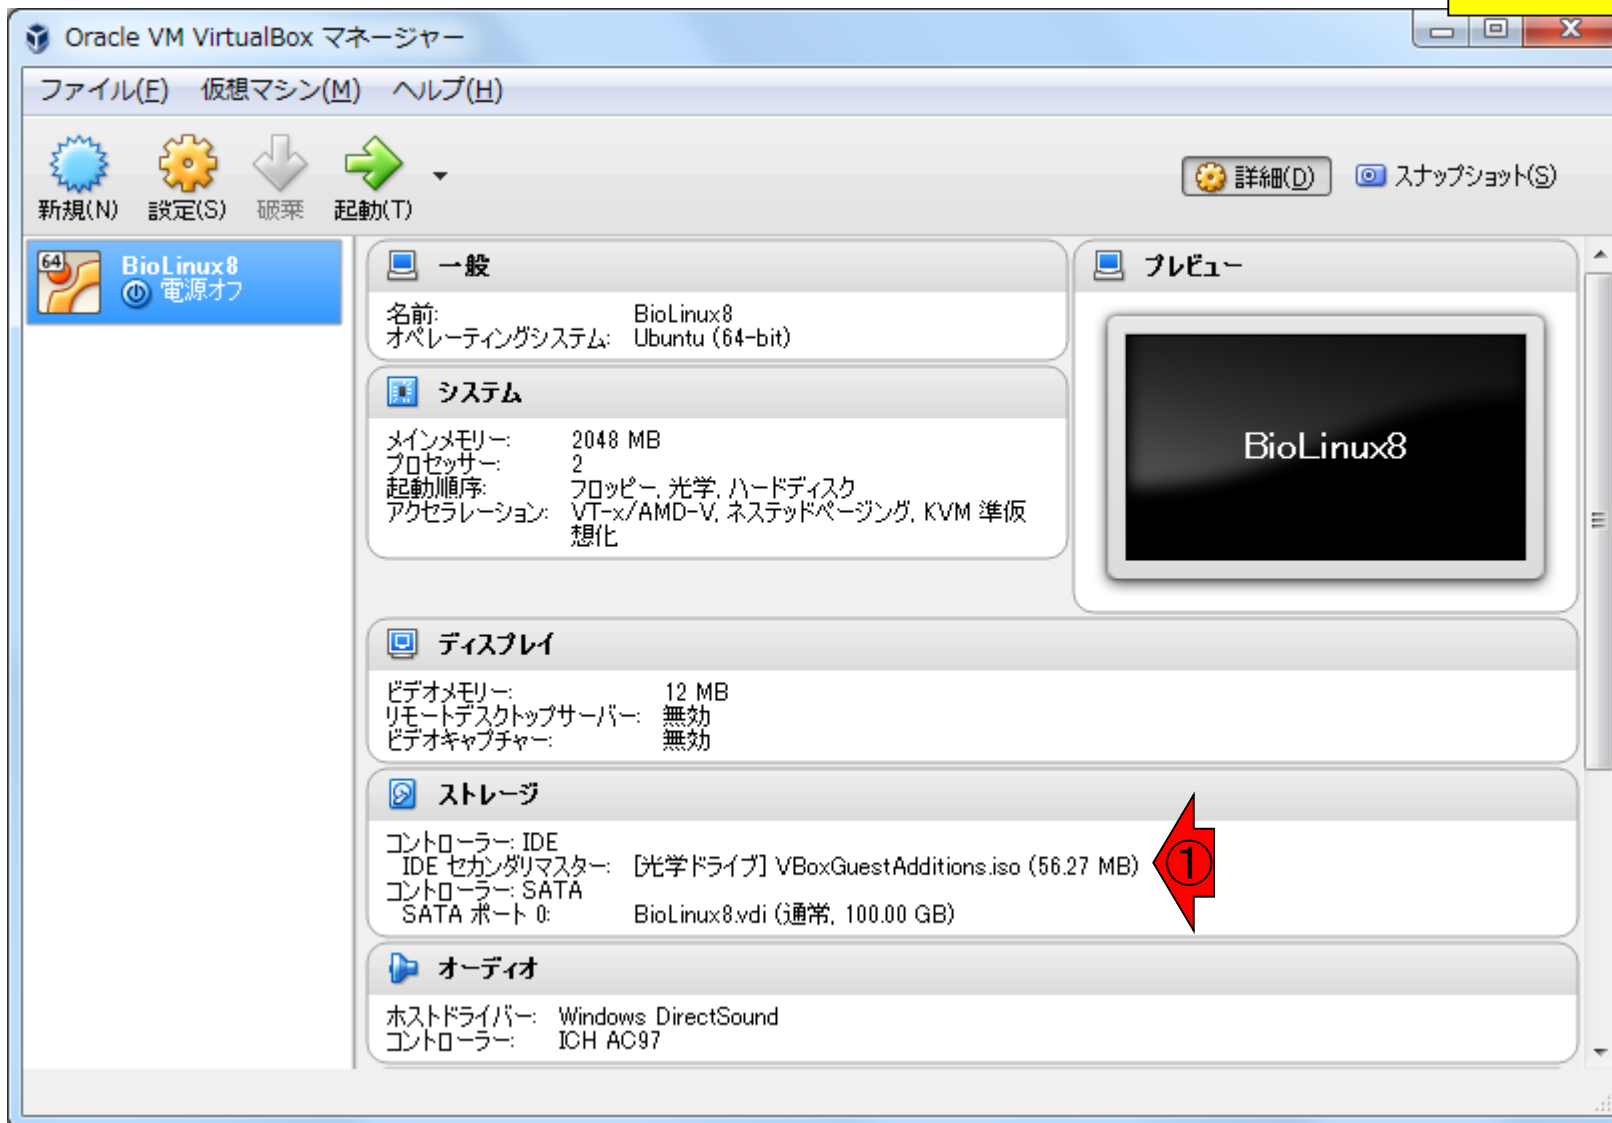 Oracle VM VirtualBox マネージャー
ファイル(F) 仮想マシン(M) ヘルプ(H)
新規(N) 設定(S) 破棄 起動(T) 詳細(D) スナップショット(S)
64 BioLinux8
電源オフ
一般
名前: BioLinux8
オペレーティングシステム: Ubuntu (64-bit)
プレビュー
BioLinux8
システム
メインメモリー: 2048 MB
プロセッサー: 2
起動順序: フロッピー, 光学, ハードディスク
アクセラレーション: VT-x/AMD-V, ネステッドページング, KVM 準仮
想化
ディスプレイ
ビデオメモリー: 12 MB
リモートデスクトップサーバー: 無効
ビデオキャプチャー: 無効
ストレージ
コントローラー: IDE
IDE セカンダリマスター: [光学ドライブ] VBoxGuestAdditions.iso (56.27 MB) ①
コントローラー: SATA
SATA ポート 0: BioLinux8.vdi (通常, 100.00 GB)
オーディオ
ホストドライバー: Windows DirectSound
コントローラー: ICH AC97